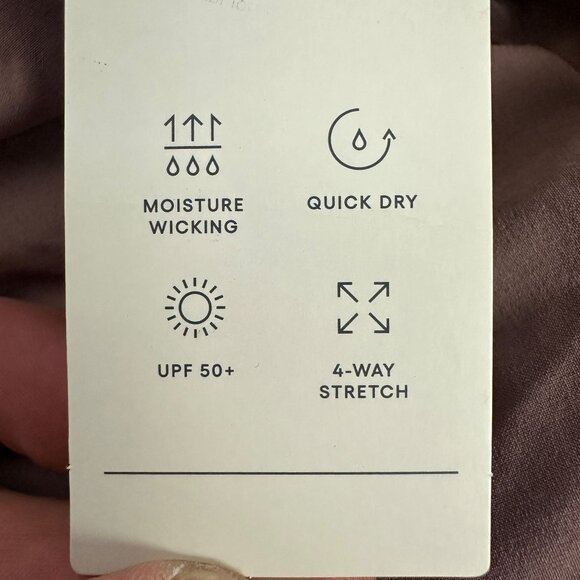 MOISTURE
WICKING
QUICK DRY
UPF 50+
4-WAY
STRETCH